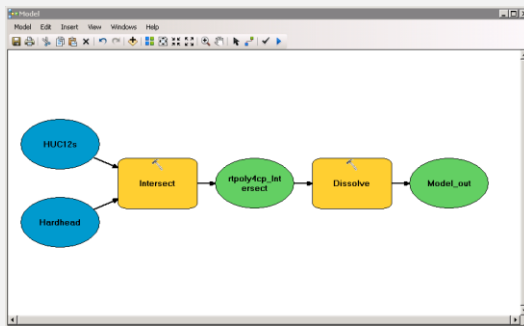 Model
Model Edit Insert View Windows Help
HUC12s
Hardhead
Intersect
rtpoly4cp_Int
ersect
Dissolve
Model_out